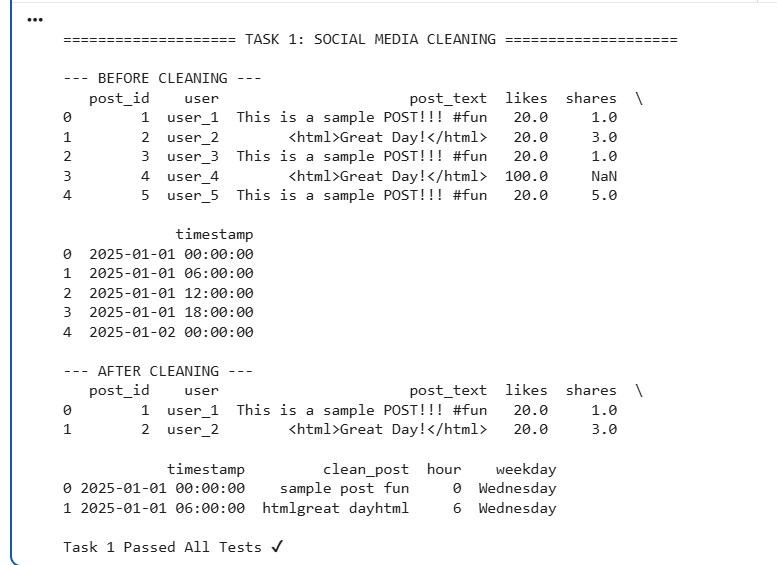 •••
==================== TASK 1: SOCIAL MEDIA CLEANING ====================
--- BEFORE CLEANING ---
   post_id    user                      post_text  likes  shares  \
0        1  user_1  This is a sample POST!!! #fun   20.0     1.0
1        2  user_2        <html>Great Day!</html>   20.0     3.0
2        3  user_3  This is a sample POST!!! #fun   20.0     1.0
3        4  user_4        <html>Great Day!</html>  100.0     NaN
4        5  user_5  This is a sample POST!!! #fun   20.0     5.0
             timestamp
0  2025-01-01 00:00:00
1  2025-01-01 06:00:00
2  2025-01-01 12:00:00
3  2025-01-01 18:00:00
4  2025-01-02 00:00:00
--- AFTER CLEANING ---
   post_id    user                      post_text  likes  shares  \
0        1  user_1  This is a sample POST!!! #fun   20.0     1.0
1        2  user_2        <html>Great Day!</html>   20.0     3.0
            timestamp         clean_post  hour    weekday
0 2025-01-01 00:00:00    sample post fun     0  Wednesday
1 2025-01-01 06:00:00  htmlgreat dayhtml     6  Wednesday
Task 1 Passed All Tests ✓